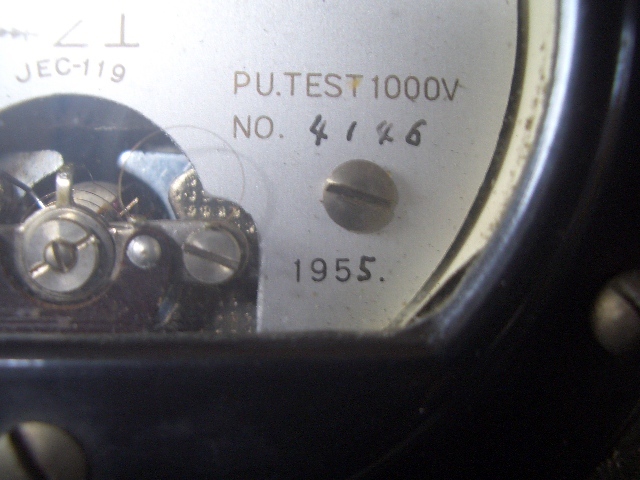 JEC-119
PU.TEST 1000V
NO. 4146
1955.